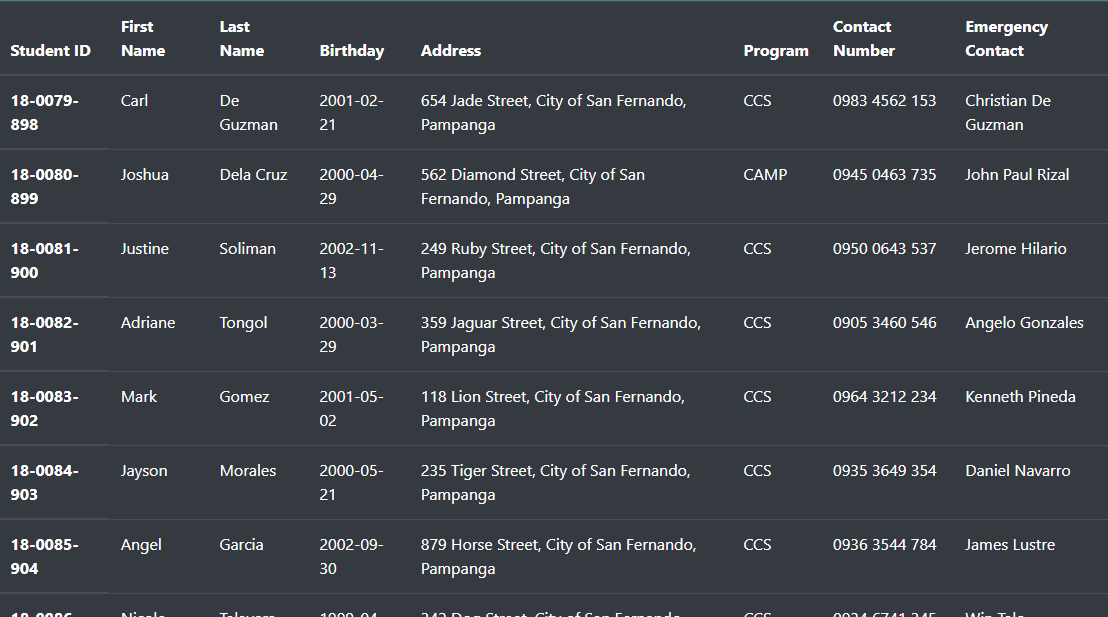 Student ID First Name Last Name Birthday Address Program Contact Number Emergency Contact
18-0079-898 Carl De Guzman 2001-02-21 654 Jade Street, City of San Fernando, Pampanga CCS 0983 4562 153 Christian De Guzman
18-0080-899 Joshua Dela Cruz 2000-04-29 562 Diamond Street, City of San Fernando, Pampanga CAMP 0945 0463 735 John Paul Rizal
18-0081-900 Justine Soliman 2002-11-13 249 Ruby Street, City of San Fernando, Pampanga CCS 0950 0643 537 Jerome Hilario
18-0082-901 Adriane Tongol 2000-03-29 359 Jaguar Street, City of San Fernando, Pampanga CCS 0905 3460 546 Angelo Gonzales
18-0083-902 Mark Gomez 2001-05-02 118 Lion Street, City of San Fernando, Pampanga CCS 0964 3212 234 Kenneth Pineda
18-0084-903 Jayson Morales 2000-05-21 235 Tiger Street, City of San Fernando, Pampanga CCS 0935 3649 354 Daniel Navarro
18-0085-904 Angel Garcia 2002-09-30 879 Horse Street, City of San Fernando, Pampanga CCS 0936 3544 784 James Lustre